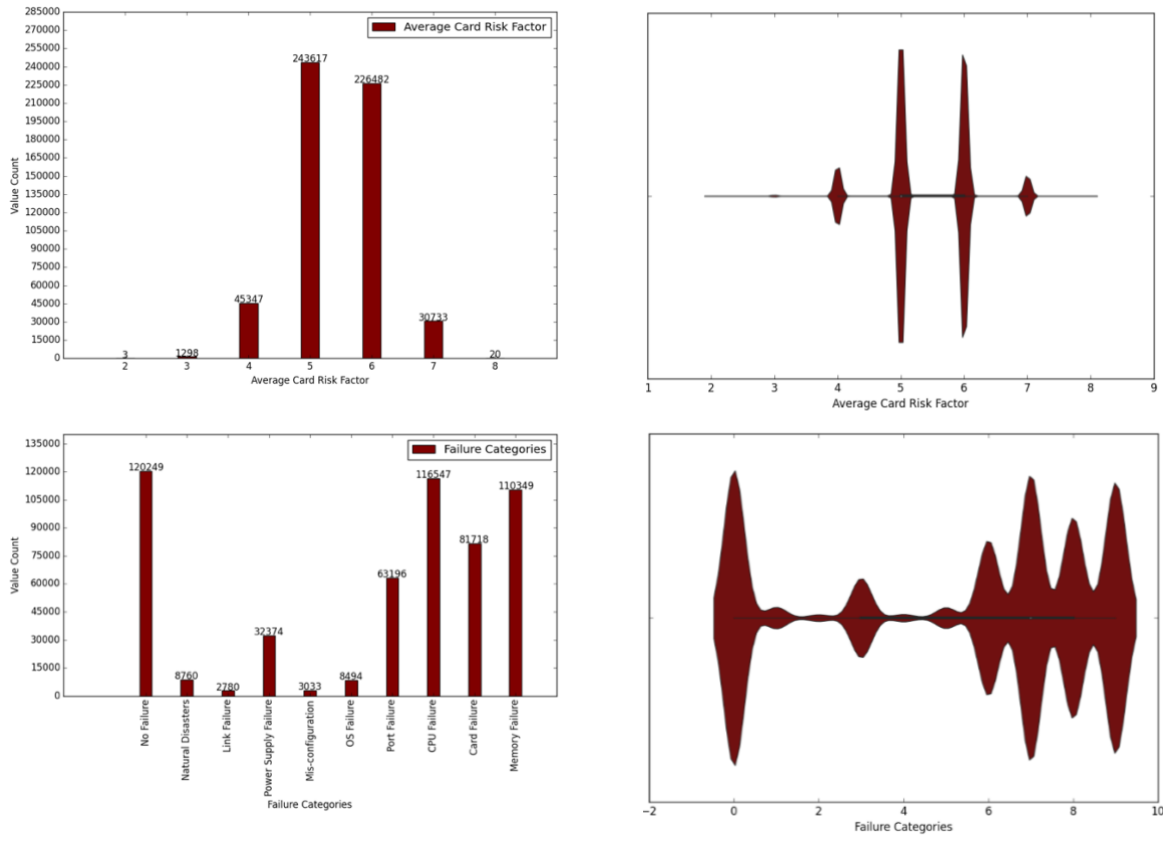 285000
270000
255000
240000
225000
210000
195000
180000
165000
150000
135000
120000
105000
90000
75000
60000
45000
30000
15000
0
Value Count
Average Card Risk Factor
3
1298
45347
243617
226482
30733
20
2 3 4 5 6 7 8
Average Card Risk Factor
1 2 3 4 5 6 7 8 9
Average Card Risk Factor
135000
120000
105000
90000
75000
60000
45000
30000
15000
0
Value Count
Failure Categories
120249
8760
2780
32374
3033
8494
63196
116547
81718
110349
No Failure
Natural Disasters
Link Failure
Power Supply Failure
Mis-configuration
OS Failure
Port Failure
CPU Failure
Card Failure
Memory Failure
Failure Categories
−2 0 2 4 6 8 10
Failure Categories